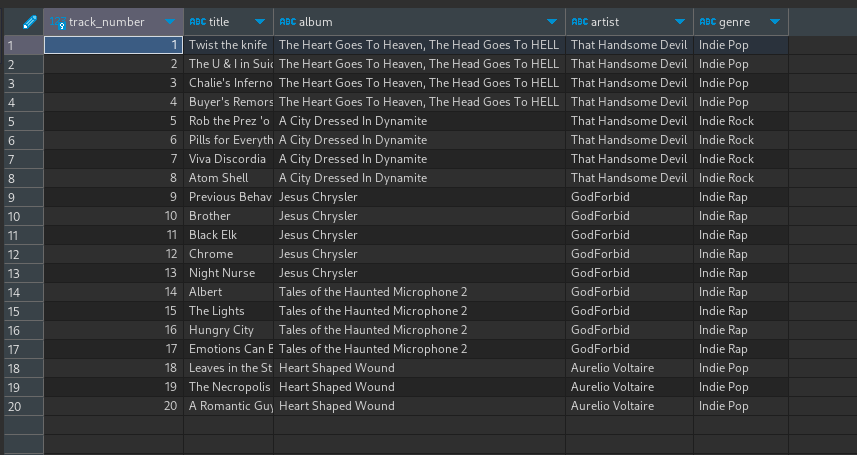 track_number ABC title ABC album ABC artist ABC genre
1 1 Twist the knife The Heart Goes To Heaven, The Head Goes To HELL That Handsome Devil Indie Pop
2 2 The U & I in Suic The Heart Goes To Heaven, The Head Goes To HELL That Handsome Devil Indie Pop
3 3 Chalie's Inferno The Heart Goes To Heaven, The Head Goes To HELL That Handsome Devil Indie Pop
4 4 Buyer's Remors The Heart Goes To Heaven, The Head Goes To HELL That Handsome Devil Indie Pop
5 5 Rob the Prez 'o A City Dressed In Dynamite That Handsome Devil Indie Rock
6 6 Pills for Everyth A City Dressed In Dynamite That Handsome Devil Indie Rock
7 7 Viva Discordia A City Dressed In Dynamite That Handsome Devil Indie Rock
8 8 Atom Shell A City Dressed In Dynamite That Handsome Devil Indie Rock
9 9 Previous Behav Jesus Chrysler GodForbid Indie Rap
10 10 Brother Jesus Chrysler GodForbid Indie Rap
11 11 Black Elk Jesus Chrysler GodForbid Indie Rap
12 12 Chrome Jesus Chrysler GodForbid Indie Rap
13 13 Night Nurse Jesus Chrysler GodForbid Indie Rap
14 14 Albert Tales of the Haunted Microphone 2 GodForbid Indie Rap
15 15 The Lights Tales of the Haunted Microphone 2 GodForbid Indie Rap
16 16 Hungry City Tales of the Haunted Microphone 2 GodForbid Indie Rap
17 17 Emotions Can B Tales of the Haunted Microphone 2 GodForbid Indie Rap
18 18 Leaves in the St Heart Shaped Wound Aurelio Voltaire Indie Pop
19 19 The Necropolis Heart Shaped Wound Aurelio Voltaire Indie Pop
20 20 A Romantic Guy Heart Shaped Wound Aurelio Voltaire Indie Pop